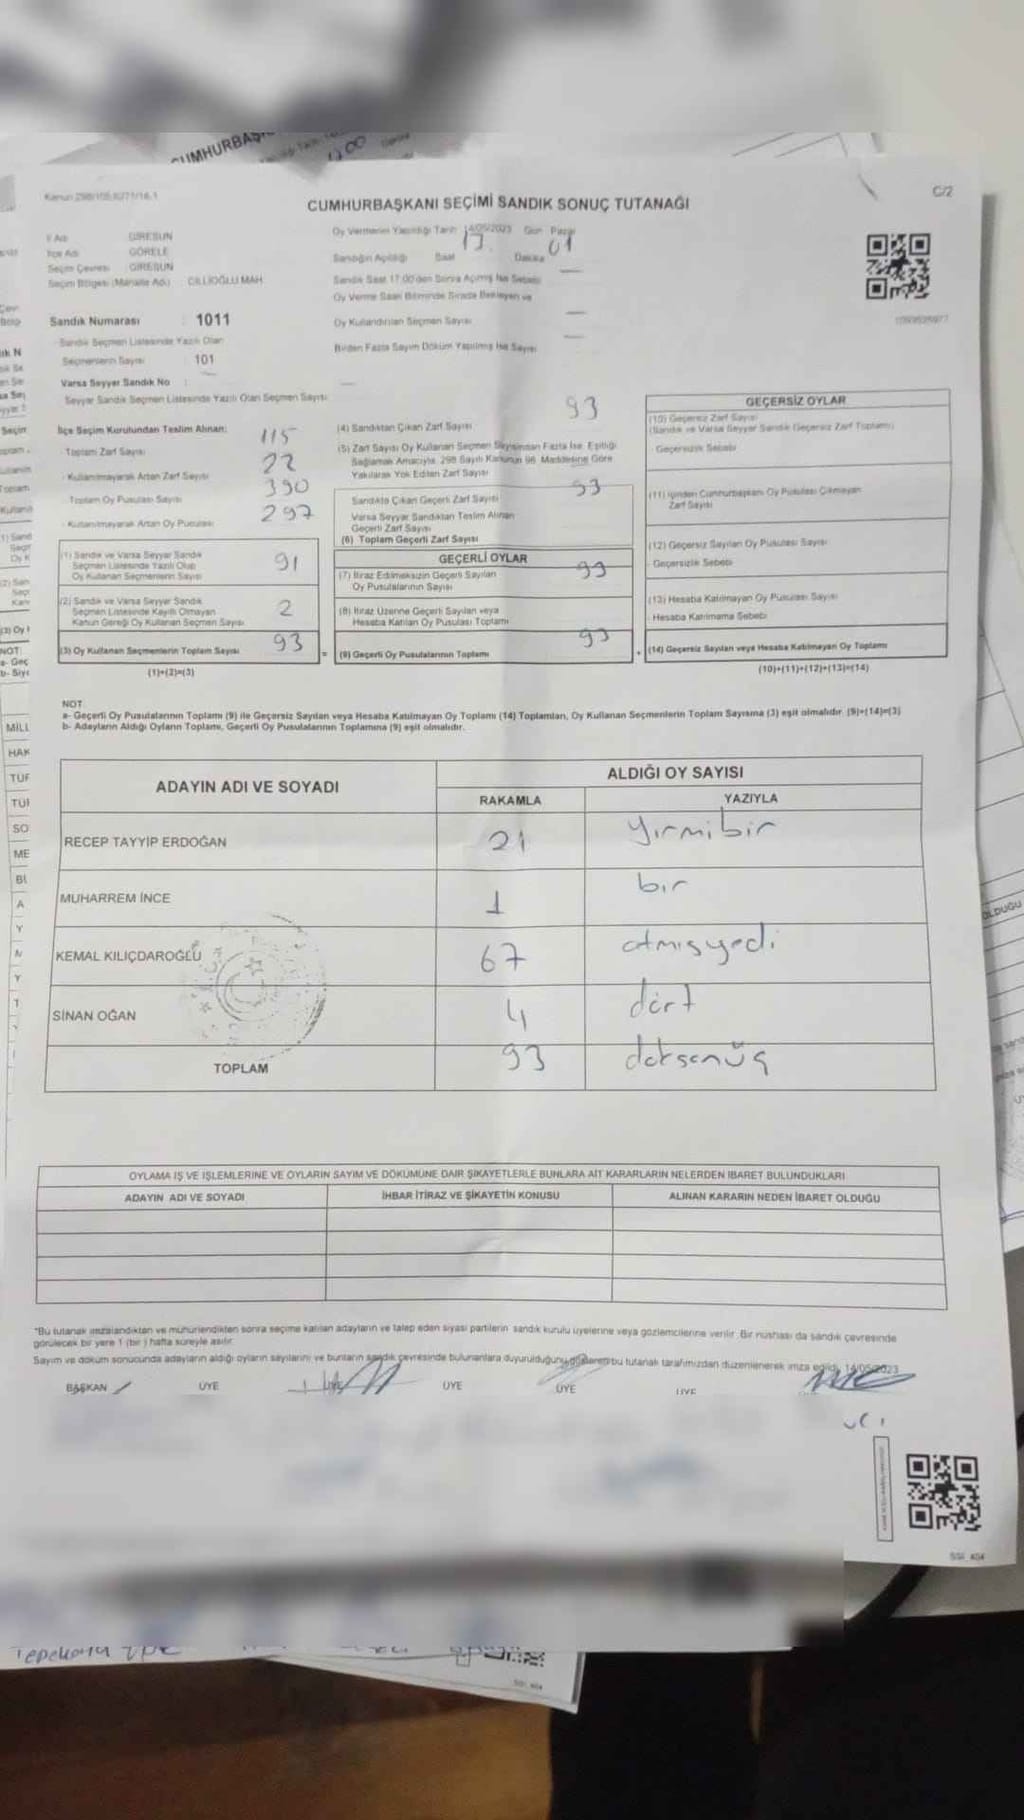 CUMHURBAŞK
C/2
CUMHURBAŞKANI SEÇİMİ SANDIK SONUÇ TUTANAĞI
İl Adı GİRESUN
İlçe Adı GÖRELE
Seçim Çevresi GİRESUN
Seçim Bölgesi (Mahalle Adı) CİLLİOĞLU MAH
Sandık Numarası : 1011
Sandık Seçmen Listesinde Yazılı Olan
Seçmenlerin Sayısı : 101
Varsa Seyyar Sandık No :
Seyyar Sandık Seçmen Listesinde Yazılı Olan Seçmen Sayısı
Oy Vermenin Yapıldığı Tarih 14/05/2023 Gün Pazar
Sandığın Açıldığı Saat 17 Dakika 01
Sandık Saat 17:00'den Sonra Açılmış İse Sebebi
Oy Verme Saati Bitiminde Sırada Bekleyen ve
Oy Kullandırılan Seçmen Sayısı
Birden Fazla Sayım Döküm Yapılmış İse Sayısı
İlçe Seçim Kurulundan Teslim Alınan:
Toplam Zarf Sayısı 115
- Kullanılmayarak Artan Zarf Sayısı 22
Toplam Oy Pusulası Sayısı 390
- Kullanılmayarak Artan Oy Pusulası 297
(1) Sandık ve Varsa Seyyar Sandık
Seçmen Listesinde Yazılı Olup
Oy Kullanan Seçmenlerin Sayısı 91
(2) Sandık ve Varsa Seyyar Sandık
Seçmen Listesinde Kayıtlı Olmayan
Kanun Gereği Oy Kullanan Seçmen Sayısı 2
(3) Oy Kullanan Seçmenlerin Toplam Sayısı 93
(1)+(2)=(3)
(4) Sandıktan Çıkan Zarf Sayısı 93
(5) Zarf Sayısı Oy Kullanan Seçmen Sayısından Fazla İse, Eşitliği
Sağlamak Amacıyla, 298 Sayılı Kanunun 98. Maddesine Göre
Yakılarak Yok Edilen Zarf Sayısı
Sandıkta Çıkan Geçerli Zarf Sayısı 93
Varsa Seyyar Sandıktan Teslim Alınan
Geçerli Zarf Sayısı
(6) Toplam Geçerli Zarf Sayısı
GEÇERLİ OYLAR
(7) İtiraz Edilmeksizin Geçerli Sayılan
Oy Pusulalarının Sayısı 93
(8) İtiraz Üzerine Geçerli Sayılan veya
Hesaba Katılan Oy Pusulası Toplamı
= (9) Geçerli Oy Pusulalarının Toplamı 93
GEÇERSİZ OYLAR
(10) Geçersiz Zarf Sayısı
(Sandık ve Varsa Seyyar Sandık Geçersiz Zarf Toplamı)
Geçersizlik Sebebi
(11) İçinden Cumhurbaşkanı Oy Pusulası Çıkmayan
Zarf Sayısı
(12) Geçersiz Sayılan Oy Pusulası Sayısı
Geçersizlik Sebebi
(13) Hesaba Katılmayan Oy Pusulası Sayısı
Hesaba Katılmama Sebebi
+ (14) Geçersiz Sayılan veya Hesaba Katılmayan Oy Toplamı
(10)+(11)+(12)+(13)=(14)
NOT
a- Geçerli Oy Pusulalarının Toplamı (9) ile Geçersiz Sayılan veya Hesaba Katılmayan Oy Toplamı (14) Toplamları, Oy Kullanan Seçmenlerin Toplam Sayısına (3) eşit olmalıdır. (9)+(14)=(3)
b- Adayların Aldığı Oyların Toplamı, Geçerli Oy Pusulalarının Toplamına (9) eşit olmalıdır.
ADAYIN ADI VE SOYADI ALDIĞI OY SAYISI
RAKAMLA YAZIYLA
RECEP TAYYİP ERDOĞAN 21 yirmibir
MUHARREM İNCE 1 bir
KEMAL KILIÇDAROĞLU 67 atmışyedi
SİNAN OĞAN 4 dört
TOPLAM 93 doksanüç
OYLAMA İŞ VE İŞLEMLERİNE VE OYLARIN SAYIM VE DÖKÜMÜNE DAİR ŞİKAYETLERLE BUNLARA AİT KARARLARIN NELERDEN İBARET BULUNDUKLARI
ADAYIN ADI VE SOYADI İHBAR İTİRAZ VE ŞİKAYETİN KONUSU ALINAN KARARIN NEDEN İBARET OLDUĞU
*Bu tutanak imzalandıktan ve mühürlendikten sonra seçime katılan adayların ve talep eden siyasi partilerin sandık kurulu üyelerine veya gözlemcilerine verilir. Bir nüshası da sandık çevresinde
görülecek bir yere 1 (bir ) hafta süreyle asılır.
Sayım ve döküm sonucunda adayların aldığı oyların sayılarını ve bunların sandık çevresinde bulunanlara duyurulduğunu gösteren bu tutanak tarafımızdan düzenlenerek imza edildi. 14/05/2023
BAŞKAN ÜYE ÜYE ÜYE ÜYE ÜYE